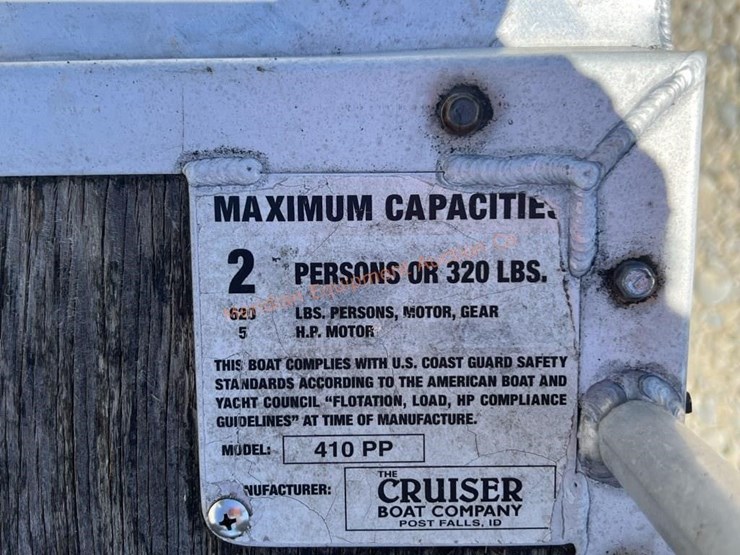 MAXIMUM CAPACITIE
2 PERSONS OR 320 LBS.
620 LBS. PERSONS, MOTOR, GEAR
5 H.P. MOTOR
THIS BOAT COMPLIES WITH U.S. COAST GUARD SAFETY
STANDARDS ACCORDING TO THE AMERICAN BOAT AND
YACHT COUNCIL "FLOTATION, LOAD, HP COMPLIANCE
GUIDELINES" AT TIME OF MANUFACTURE.
MODEL: 410 PP
NUFACTURER: THE
CRUISER
BOAT COMPANY
POST FALLS, ID